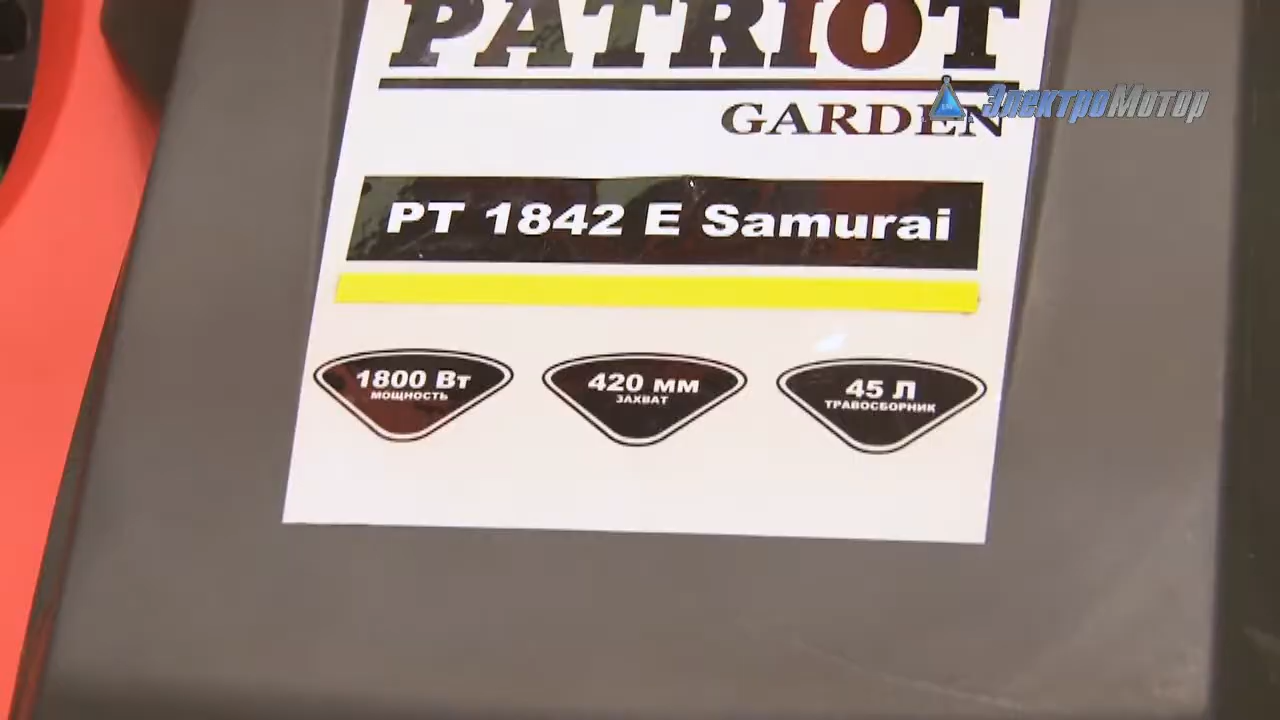 PATRIOT
ЭлектроМотор
GARDEN
PT 1842 E Samurai
1800 Вт
МОЩНОСТЬ
420 мм
ЗАХВАТ
45 Л
ТРАВОСБОРНИК